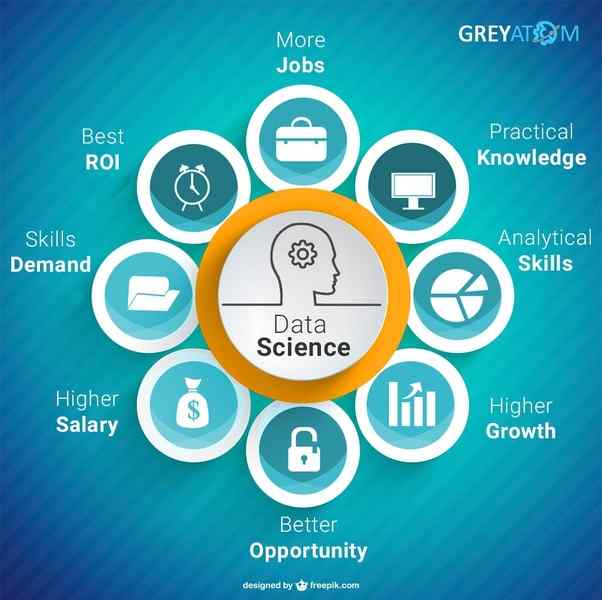 GREYATOM
More
Jobs
Practical
Knowledge
Analytical
Skills
Higher
Growth
Better
Opportunity
Higher
Salary
Skills
Demand
Best
ROI
Data
Science
$
designed by freepik.com